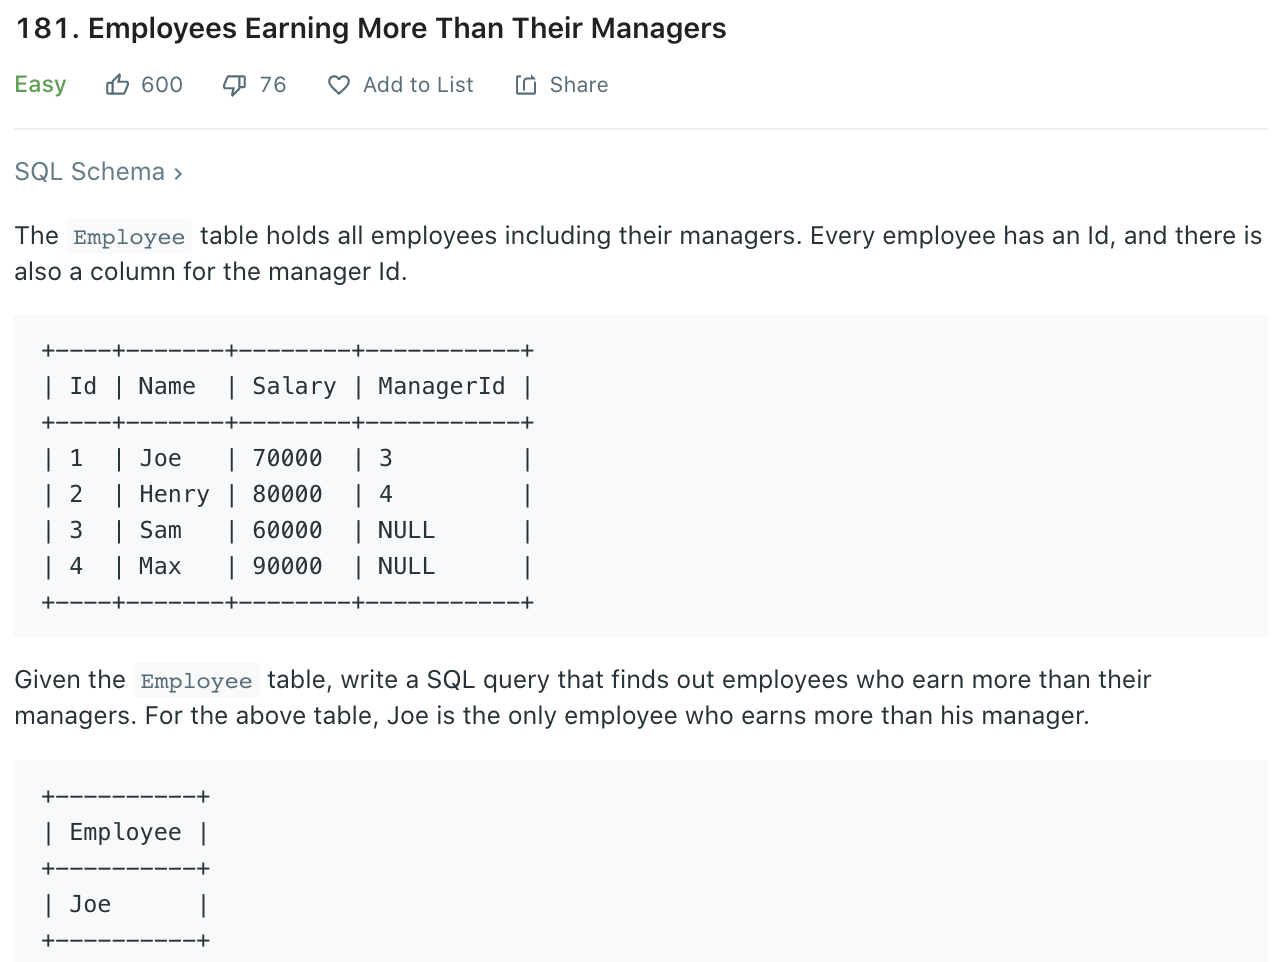 181. Employees Earning More Than Their Managers
Easy 600 76 Add to List Share
SQL Schema ›
The Employee table holds all employees including their managers. Every employee has an Id, and there is
also a column for the manager Id.
+----+-------+--------+-----------+
| Id | Name  | Salary | ManagerId |
+----+-------+--------+-----------+
| 1  | Joe   | 70000  | 3         |
| 2  | Henry | 80000  | 4         |
| 3  | Sam   | 60000  | NULL      |
| 4  | Max   | 90000  | NULL      |
+----+-------+--------+-----------+
Given the Employee table, write a SQL query that finds out employees who earn more than their
managers. For the above table, Joe is the only employee who earns more than his manager.
+----------+
| Employee |
+----------+
| Joe      |
+----------+